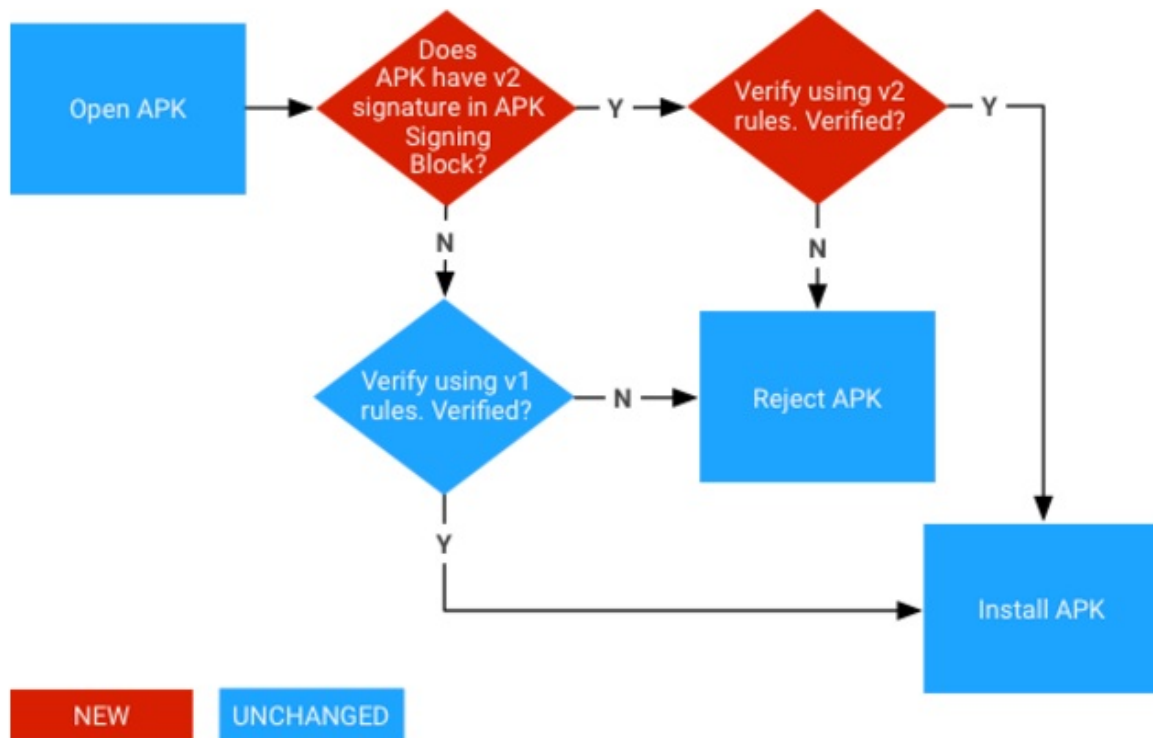 Open APK
Does
APK have v2
signature in APK
Signing
Block?
Y
Verify using v2
rules. Verified?
Y
N
N
Verify using v1
rules. Verified?
N
Reject APK
Y
Install APK
NEW
UNCHANGED